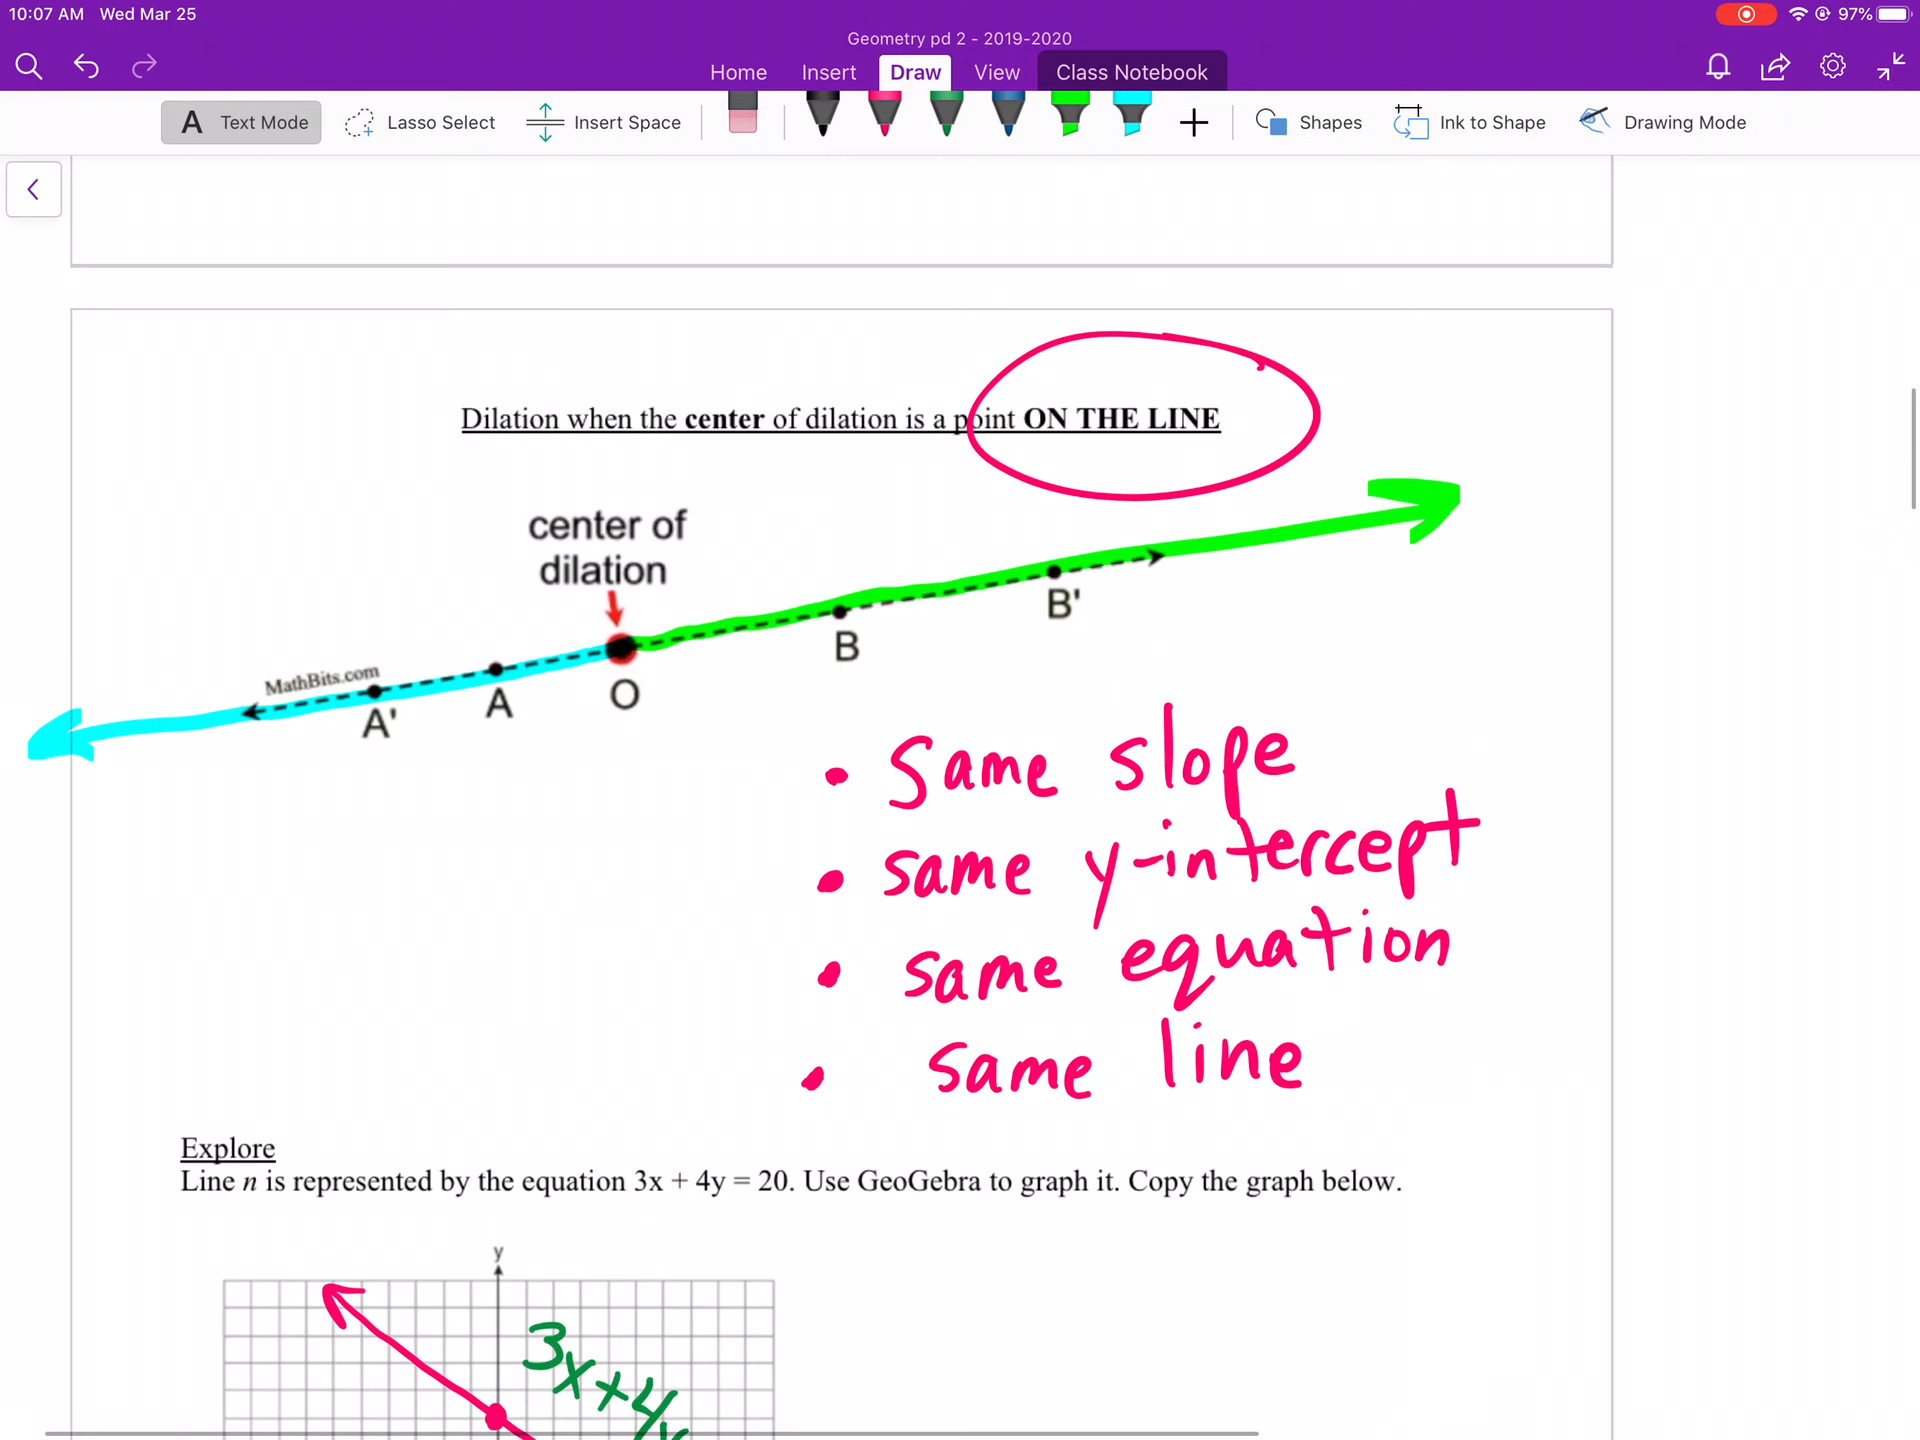 10:07 AM Wed Mar 25
97%
Geometry pd 2 - 2019-2020
Home Insert Draw View Class Notebook
A Text Mode Lasso Select Insert Space Shapes Ink to Shape Drawing Mode
Dilation when the center of dilation is a point ON THE LINE
center of
dilation
B'
B
MathBits.com
A' A O
• Same slope
• same y-intercept
• same equation
• same line
Explore
Line n is represented by the equation 3x + 4y = 20. Use GeoGebra to graph it. Copy the graph below.
y
3x+4y